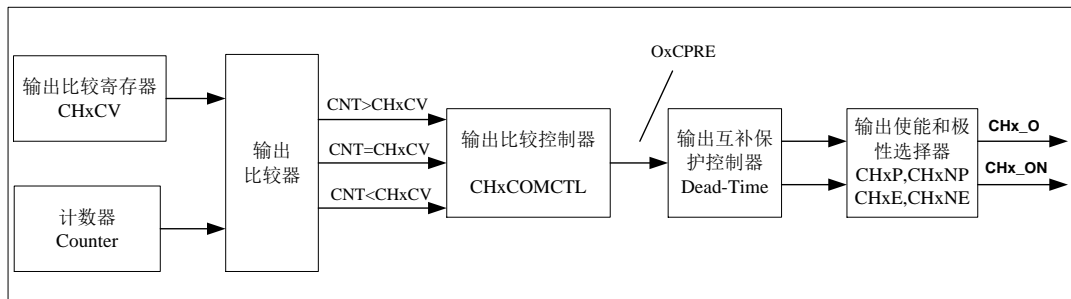 输出比较寄存器
CHxCV
计数器
Counter
输出
比较器
CNT>CHxCV
CNT=CHxCV
CNT<CHxCV
输出比较控制器
CHxCOMCTL
OxCPRE
输出互补保
护控制器
Dead-Time
输出使能和极
性选择器
CHxP,CHxNP
CHxE,CHxNE
CHx_O
CHx_ON